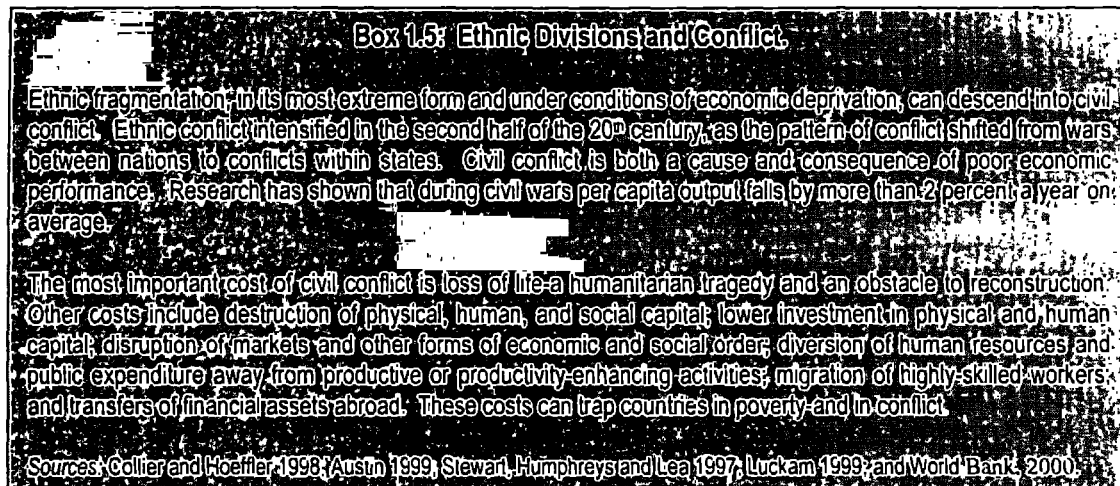 Box 1.5: Ethnic Divisions and Conflict.
Ethnic fragmentation, in its most extreme form and under conditions of economic deprivation, can descend into civil
conflict. Ethnic conflict intensified in the second half of the 20th century, as the pattern of conflict shifted from wars
between nations to conflicts within states. Civil conflict is both a cause and consequence of poor economic
performance. Research has shown that during civil wars per capita output falls by more than 2 percent a year on
average.
The most important cost of civil conflict is loss of life-a humanitarian tragedy and an obstacle to reconstruction.
Other costs include destruction of physical, human, and social capital; lower investment in physical and human
capital; disruption of markets and other forms of economic and social order; diversion of human resources and
public expenditure away from productive or productivity-enhancing activities; migration of highly-skilled workers;
and transfers of financial assets abroad. These costs can trap countries in poverty-and in conflict.
Sources: Collier and Hoeffler 1998; Austin 1999, Stewart, Humphreys and Lea 1997, Luckam 1999; and World Bank. 2000.